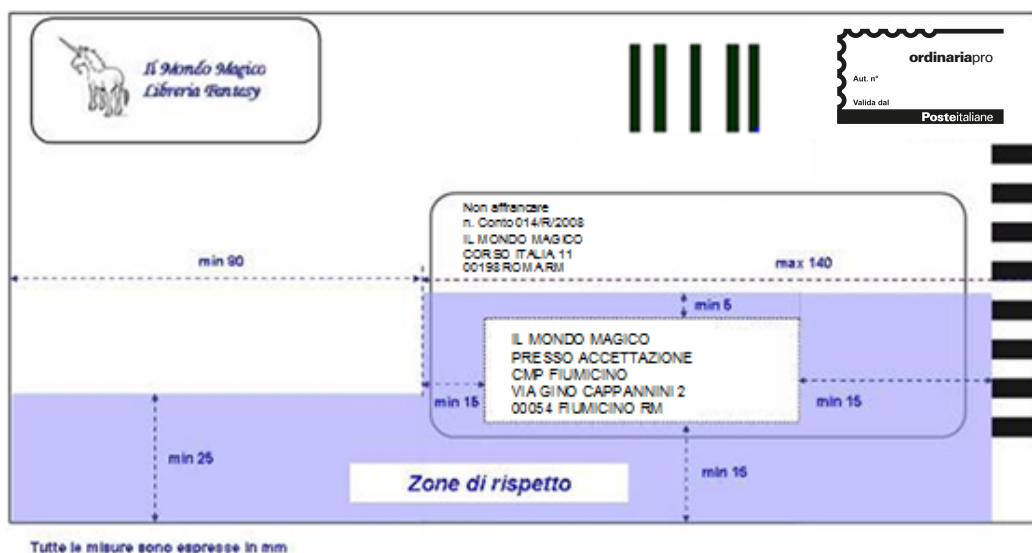 Il Mondo Magico
Libreria Fantasy
ordinariapro
Aut. n°
Valida dal
Posteitaliane
Non affrancare
n. Conto 014/R/2008
IL MONDO MAGICO
CORSO ITALIA 11
00198 ROMA RM
min 90
max 140
min 5
IL MONDO MAGICO
PRESSO ACCETTAZIONE
CMP FIUMICINO
VIA GINO CAPPANNINI 2
00054 FIUMICINO RM
min 15
min 15
min 25
min 15
Zone di rispetto
Tutte le misure sono espresse in mm